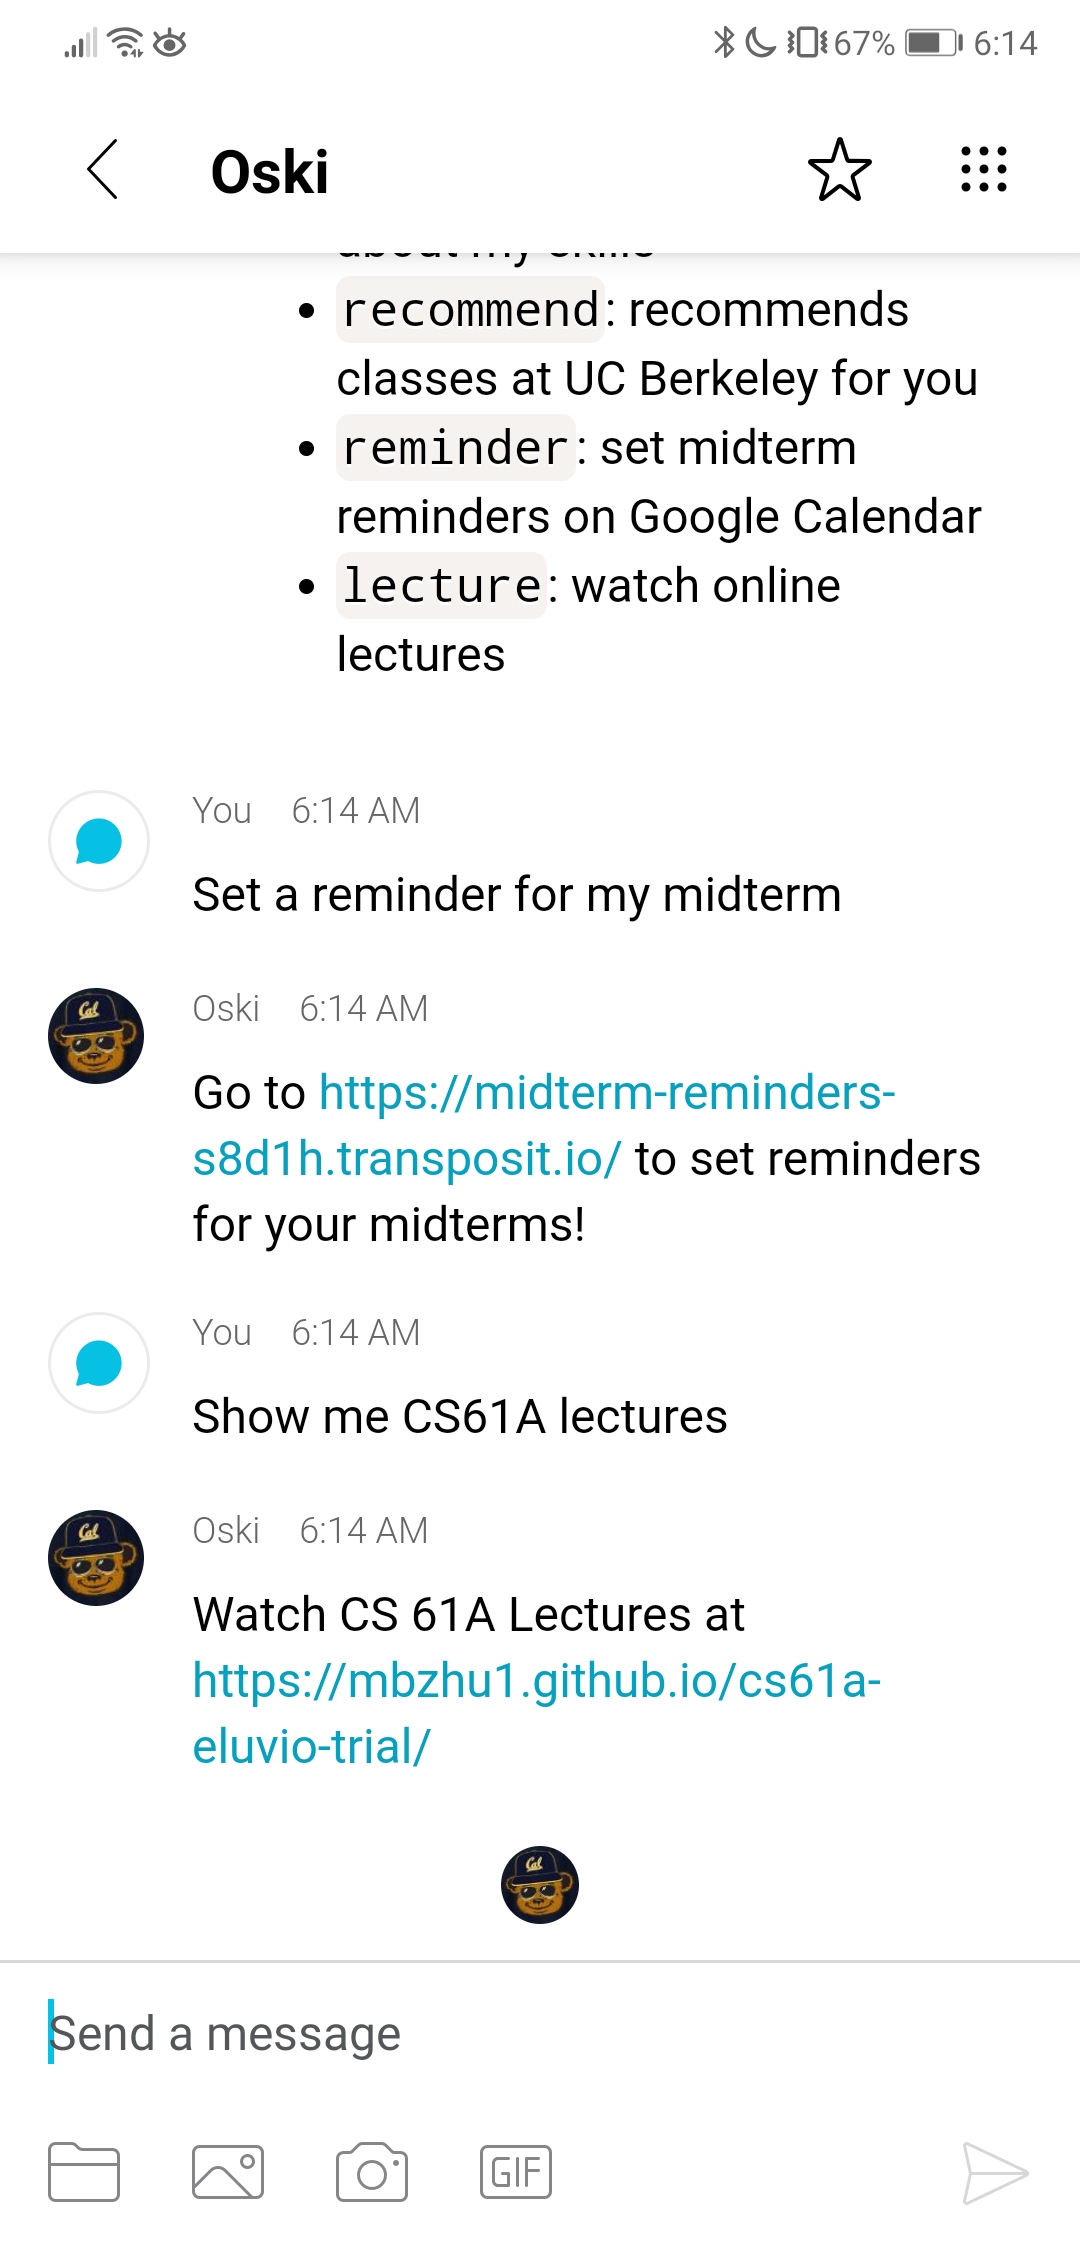 67% 6:14
Oski
about my skills
recommend: recommends
classes at UC Berkeley for you
reminder: set midterm
reminders on Google Calendar
lecture: watch online
lectures
You 6:14 AM
Set a reminder for my midterm
Oski 6:14 AM
Go to https://midterm-reminders-
s8d1h.transposit.io/ to set reminders
for your midterms!
You 6:14 AM
Show me CS61A lectures
Oski 6:14 AM
Watch CS 61A Lectures at
https://mbzhu1.github.io/cs61a-
eluvio-trial/
Send a message
GIF